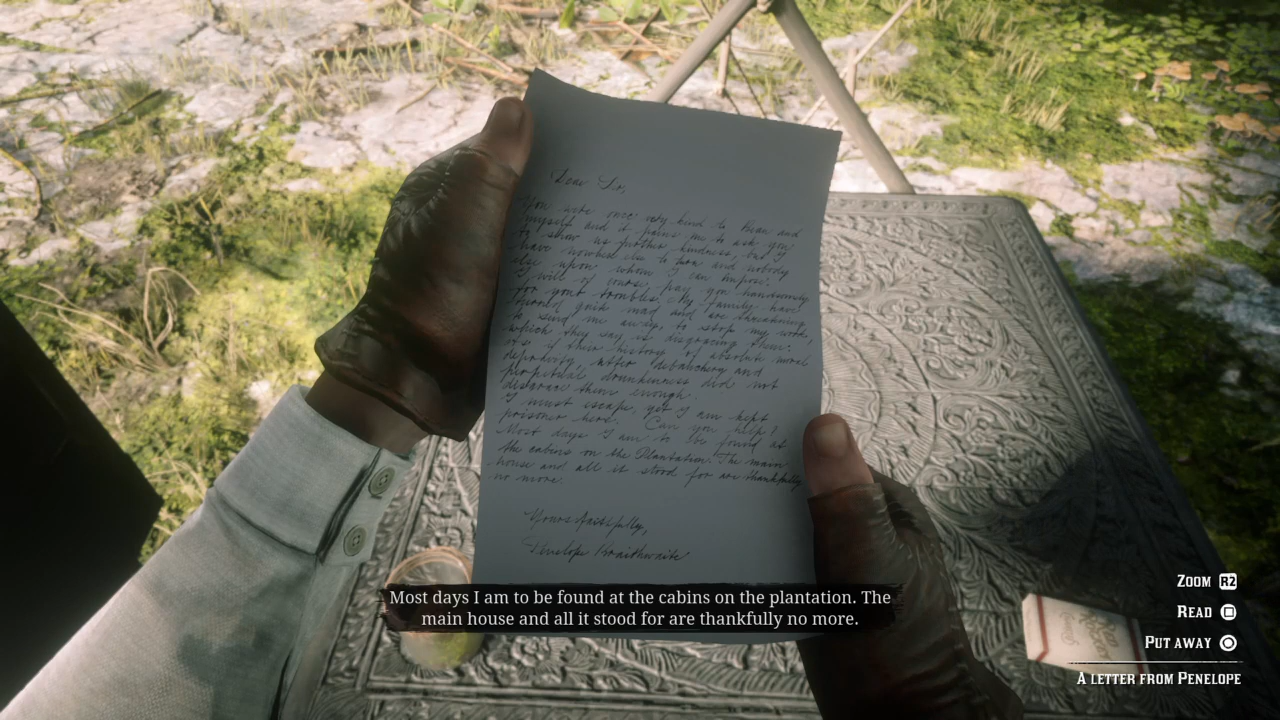 Dear Sir,
You were once very kind to Beau and
myself and it pains me to ask you
to show us further kindness, but I
have nowhere else to turn and nobody
else upon whom I can impose.
I will of course pay you handsomely
for your troubles. My family have
turned quite mad and are threatening
to send me away, to stop my work,
which they say is disgracing them:
as if their history of absolute moral
depravity utter debauchery and
perpetual drunkenness did not
disgrace them enough.
I must escape, yet I am kept
prisoner here. Can you help?
Most days I am to be found at
the cabins on the Plantation. The main
house and all it stood for are thankfully
no more.
Yours faithfully,
Penelope Braithwaite
Most days I am to be found at the cabins on the plantation. The
main house and all it stood for are thankfully no more.
ZOOM R2
READ
PUT AWAY
A LETTER FROM PENELOPE